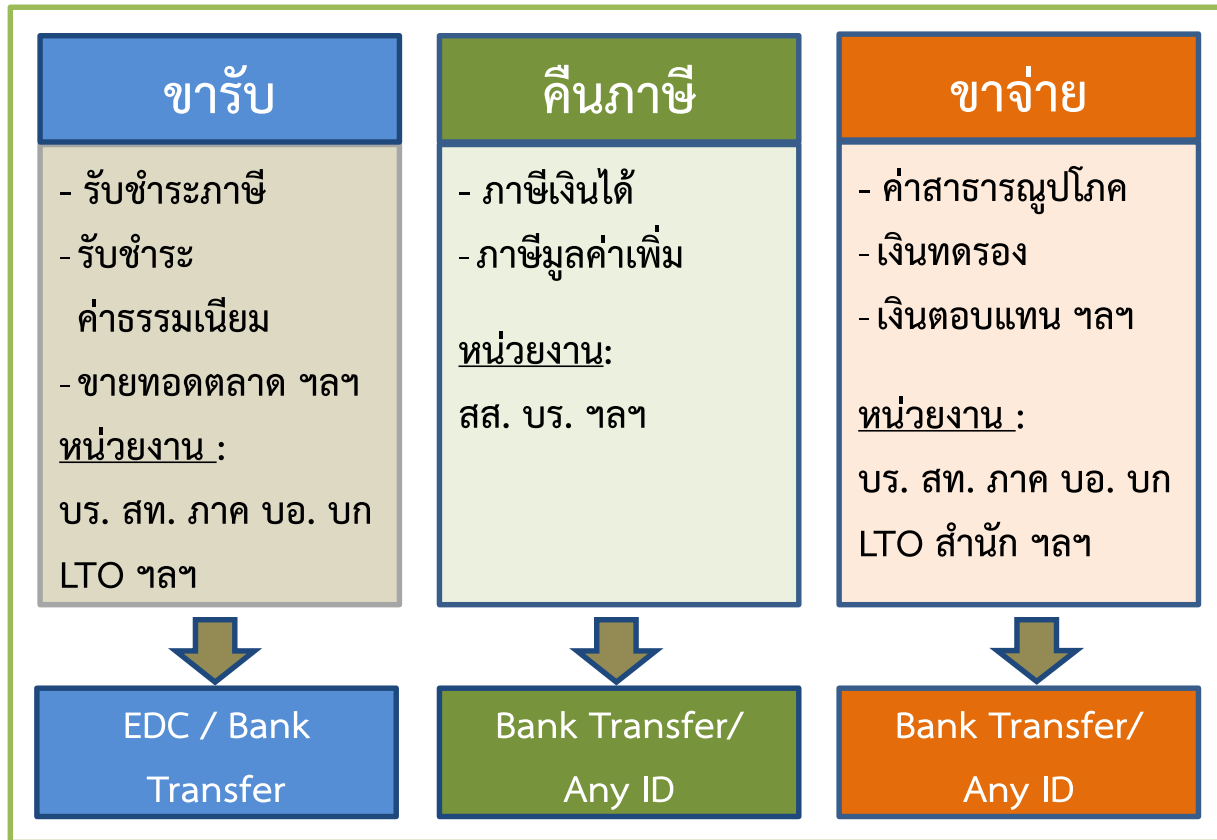 ขารับ
- รับชำระภาษี
- รับชำระ
ค่าธรรมเนียม
- ขายทอดตลาด ฯลฯ
หน่วยงาน :
บร. สท. ภาค บอ. บก
LTO ฯลฯ
EDC / Bank
Transfer
คืนภาษี
- ภาษีเงินได้
- ภาษีมูลค่าเพิ่ม
หน่วยงาน:
สส. บร. ฯลฯ
Bank Transfer/
Any ID
ขาจ่าย
- ค่าสาธารณูปโภค
- เงินทดรอง
- เงินตอบแทน ฯลฯ
หน่วยงาน :
บร. สท. ภาค บอ. บก
LTO สำนัก ฯลฯ
Bank Transfer/
Any ID